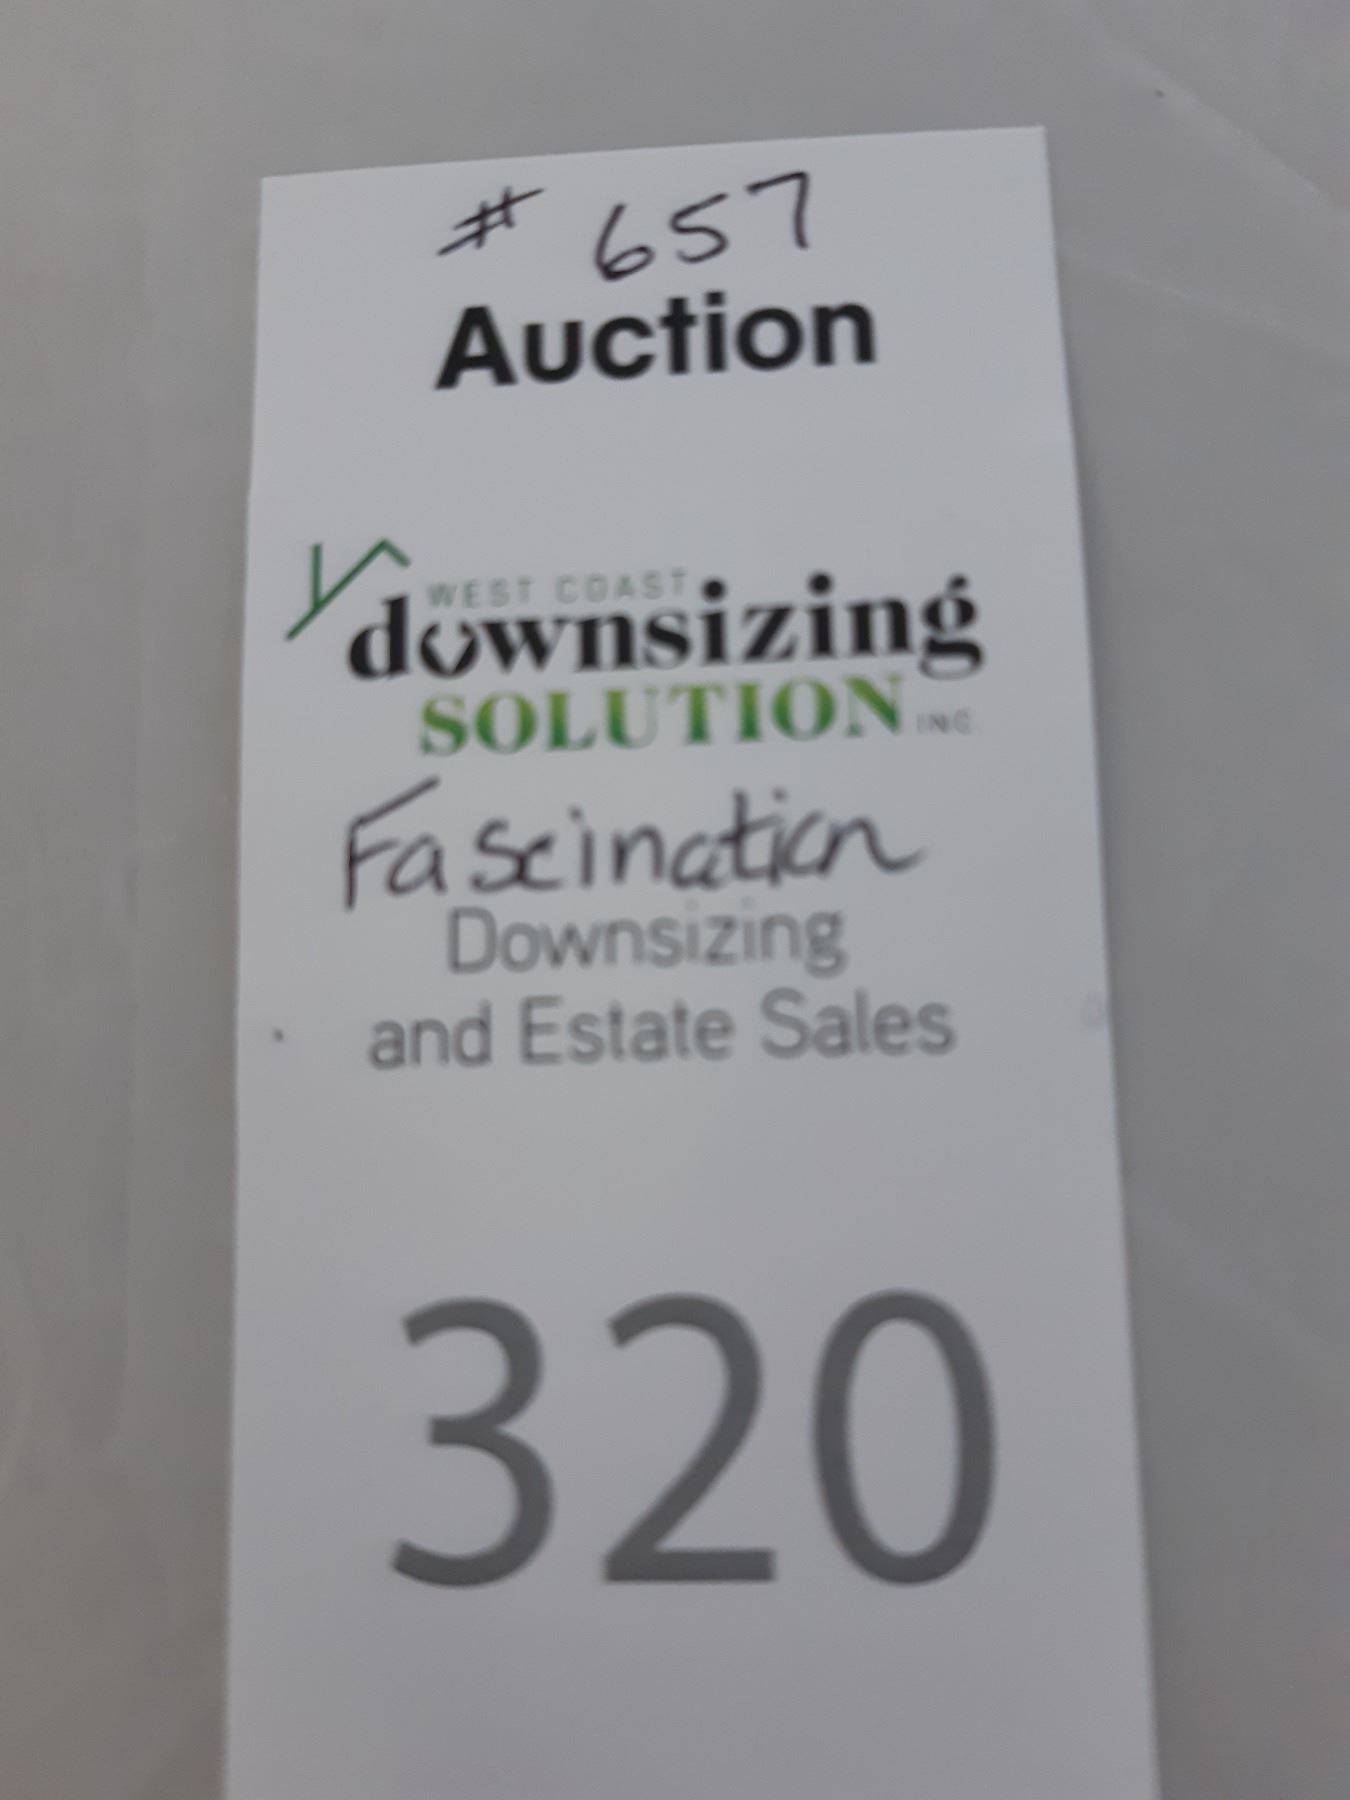 # 657
Auction
WEST COAST
downsizing
SOLUTION INC
Fascination
Downsizing
and Estate Sales
320